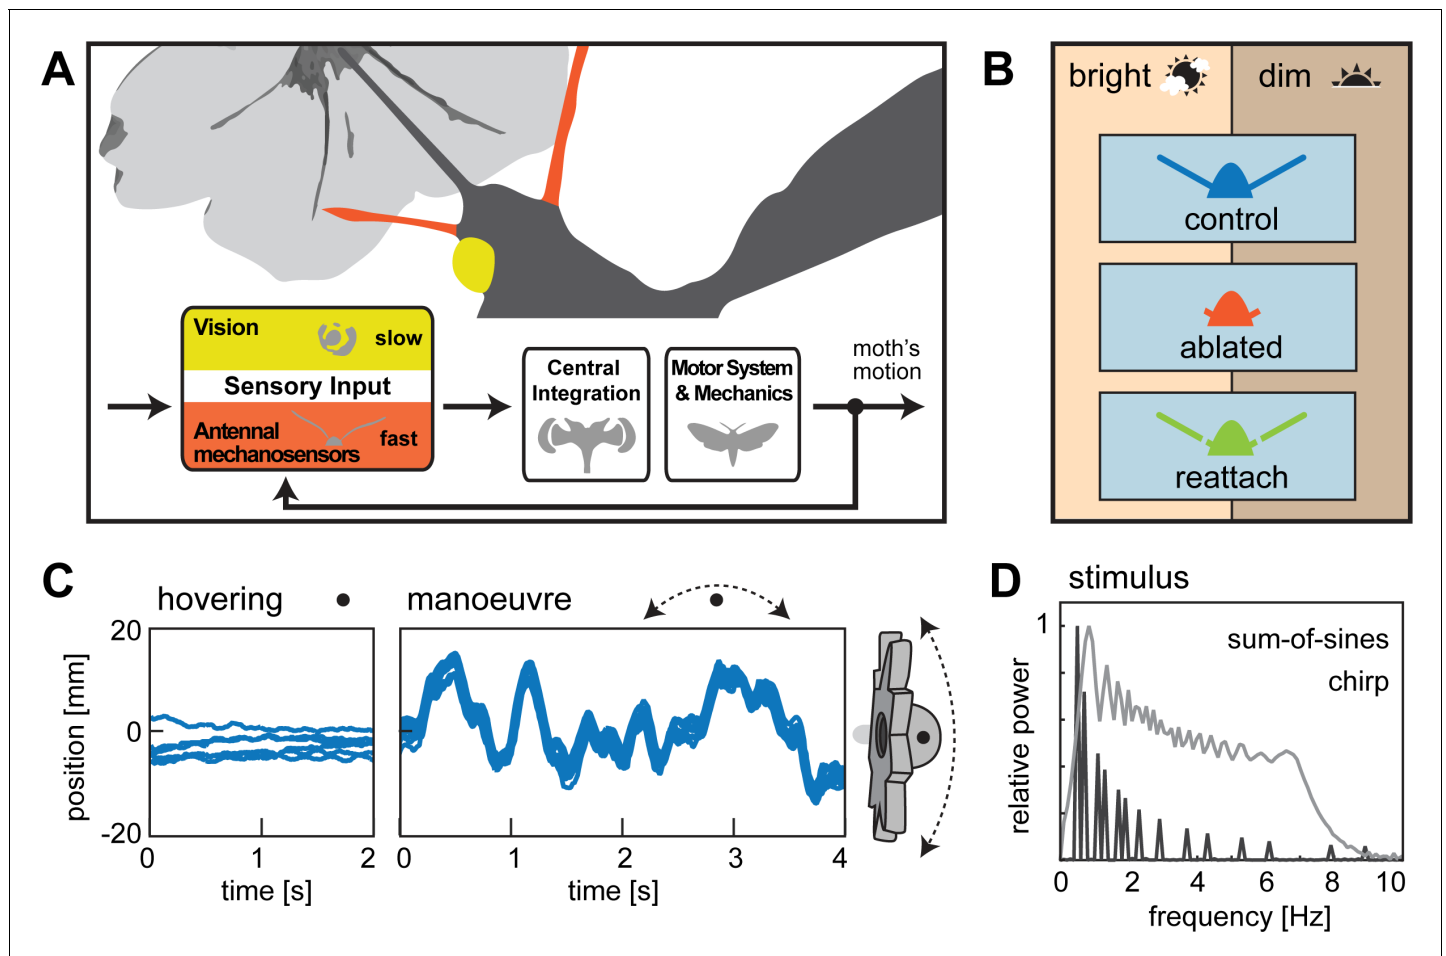 A
Vision
slow
Sensory Input
Antennal
mechanosensors
fast
Central
Integration
Motor System
& Mechanics
moth's
motion
B
bright
dim
control
ablated
reattach
C
hovering
manoeuvre
20
0
-20
position [mm]
0
1
2
time [s]
0
1
2
3
4
time [s]
D
stimulus
1
sum-of-sines
chirp
relative power
0
2
4
6
8
10
frequency [Hz]